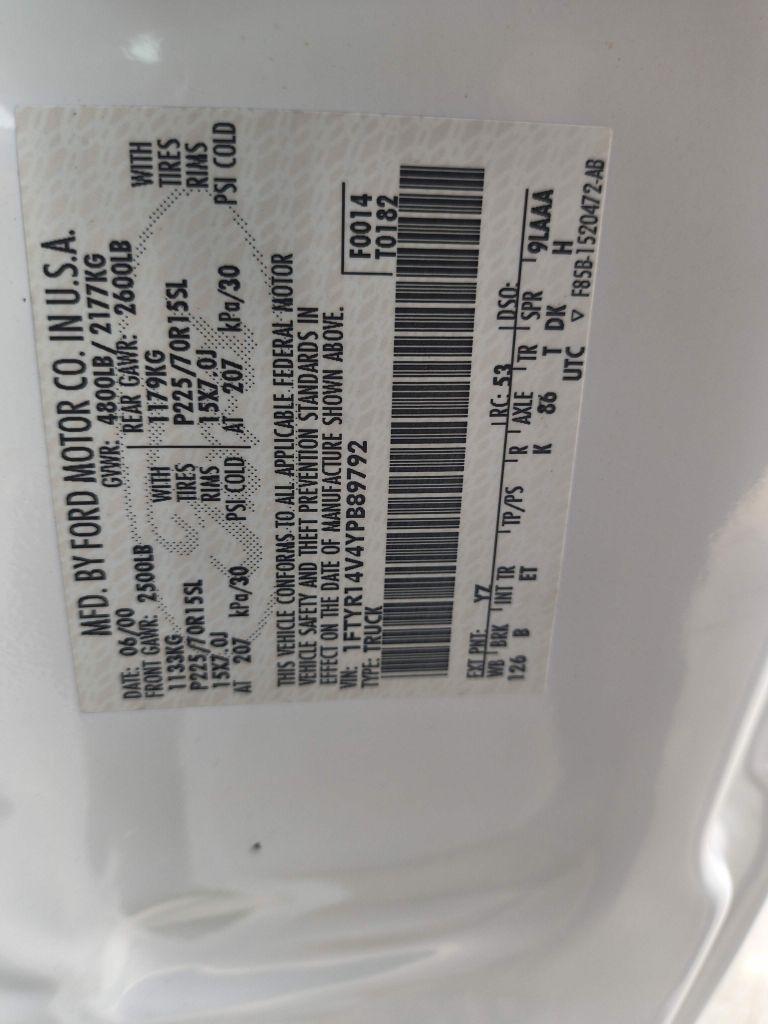 MFD. BY FORD MOTOR CO. IN U.S.A.
DATE: 06/00 GVWR: 4800LB/ 2177KG
FRONT GAWR: 2500LB REAR GAWR: 2600LB
1133KG WITH 1179KG WITH
P225/70R15SL TIRES P225/70R15SL TIRES
15X7.0J RIMS 15X7.0J RIMS
AT 207 kPa/30 PSI COLD AT 207 kPa/30 PSI COLD
THIS VEHICLE CONFORMS TO ALL APPLICABLE FEDERAL MOTOR
VEHICLE SAFETY AND THEFT PREVENTION STANDARDS IN
EFFECT ON THE DATE OF MANUFACTURE SHOWN ABOVE.
VIN: 1FTYR14V4YPB89792 F0014
TYPE: TRUCK T0182
EXT PNT: YZ RC: 53 DSO:
WB BRK INT TR TP/PS R AXLE TR SPR 9LAAA
126 B ET K 86 T DK H
UTC ▽ F85B-1520472-AB